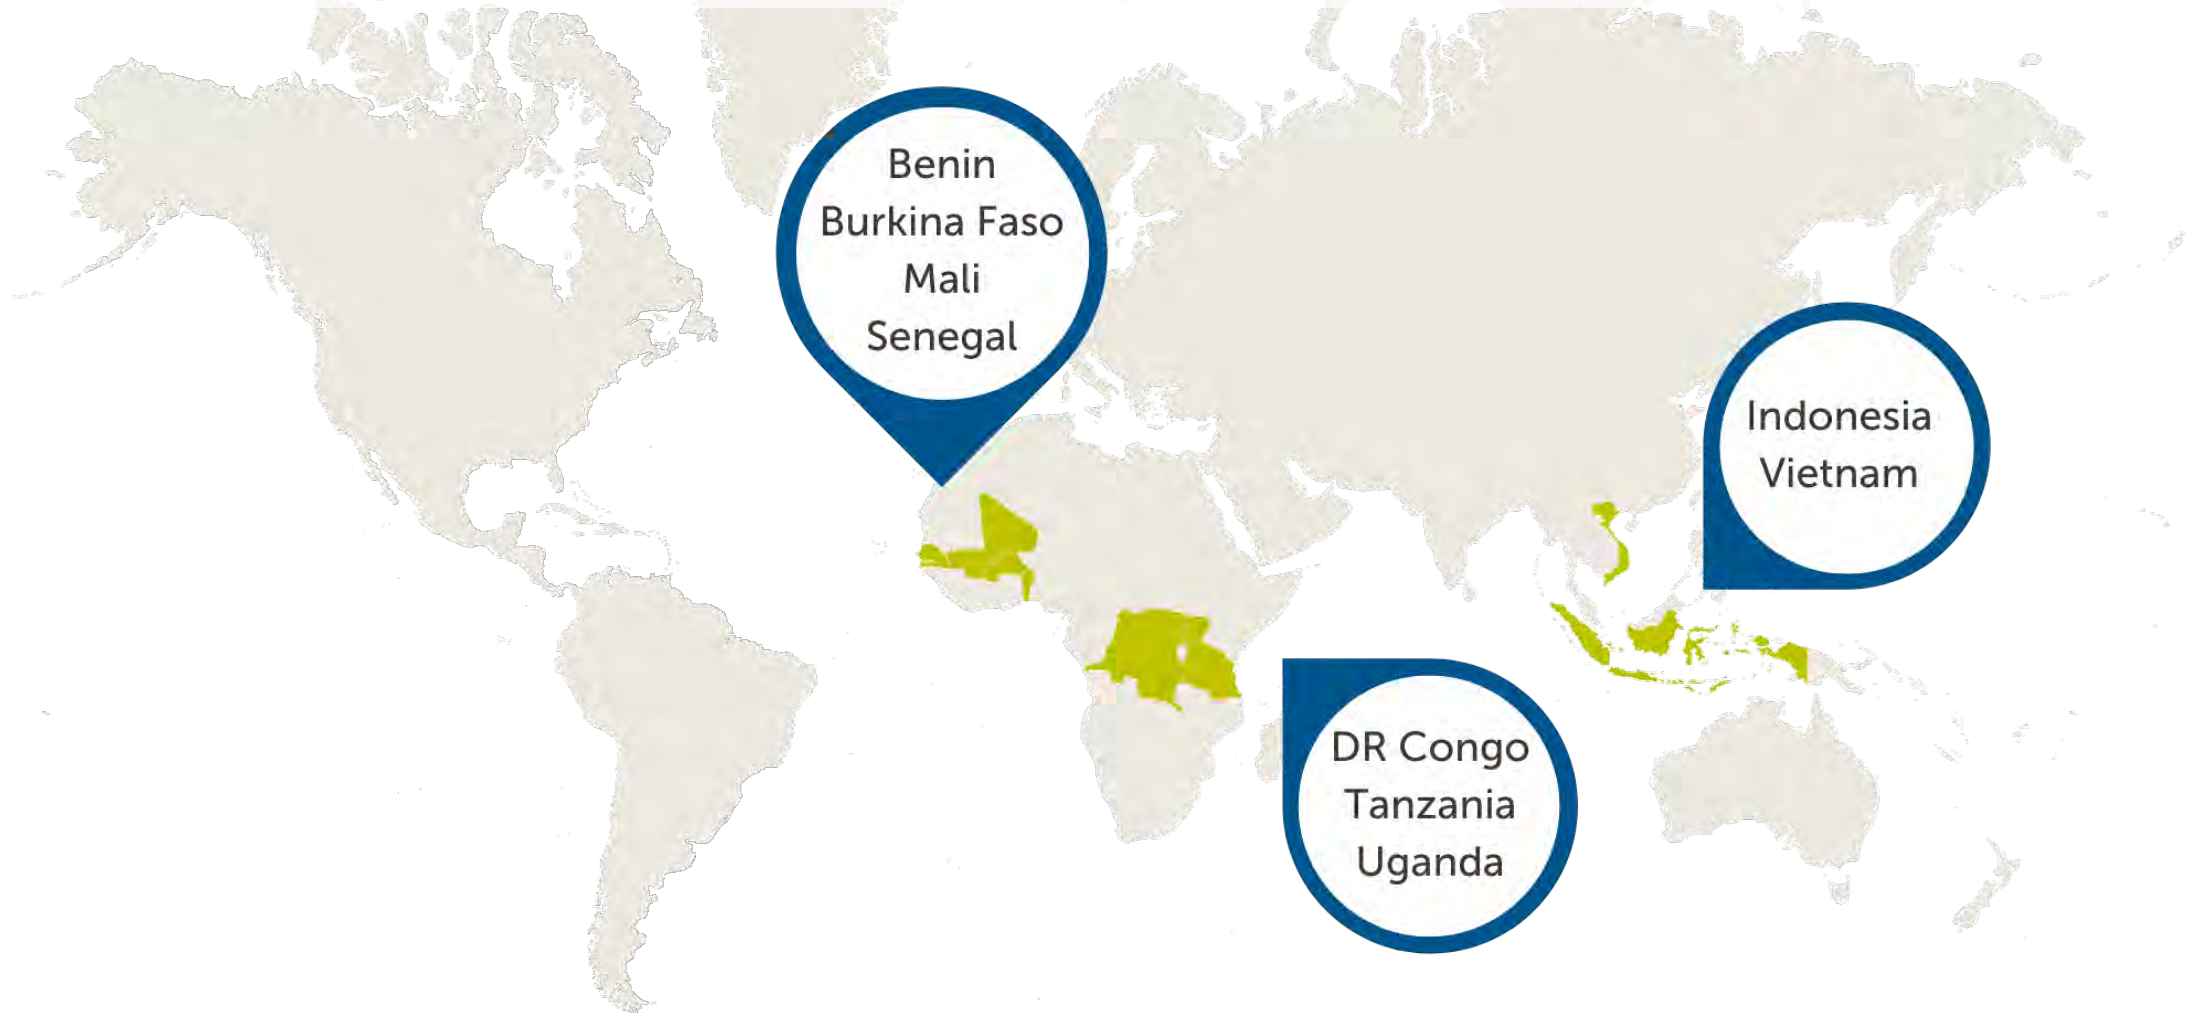 Benin
Burkina Faso
Mali
Senegal
Indonesia
Vietnam
DR Congo
Tanzania
Uganda